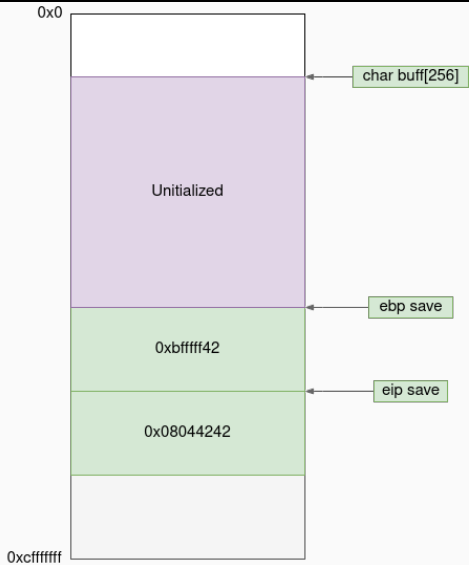 0x0
char buff[256]
Unitialized
ebp save
0xbfffff42
eip save
0x08044242
0xcfffffff